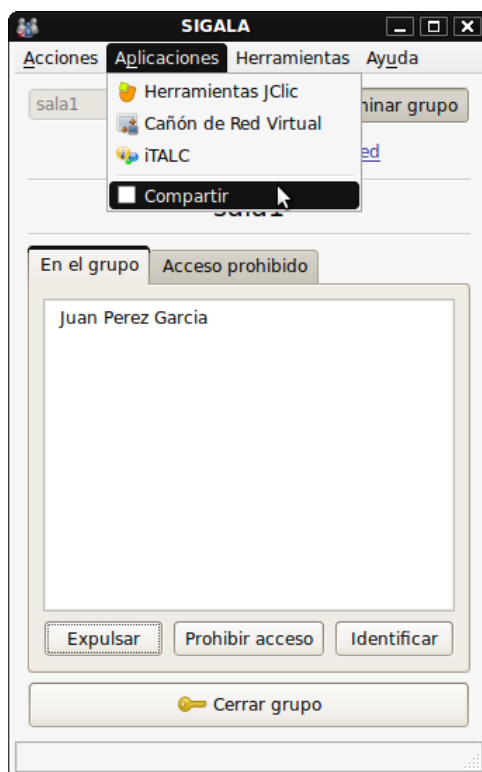 SIGALA
Acciones Aplicaciones Herramientas Ayuda
Herramientas JClic
sala1
Cañón de Red Virtual
iTALC
Compartir
En el grupo Acceso prohibido
Juan Perez Garcia
Expulsar Prohibir acceso Identificar
Cerrar grupo